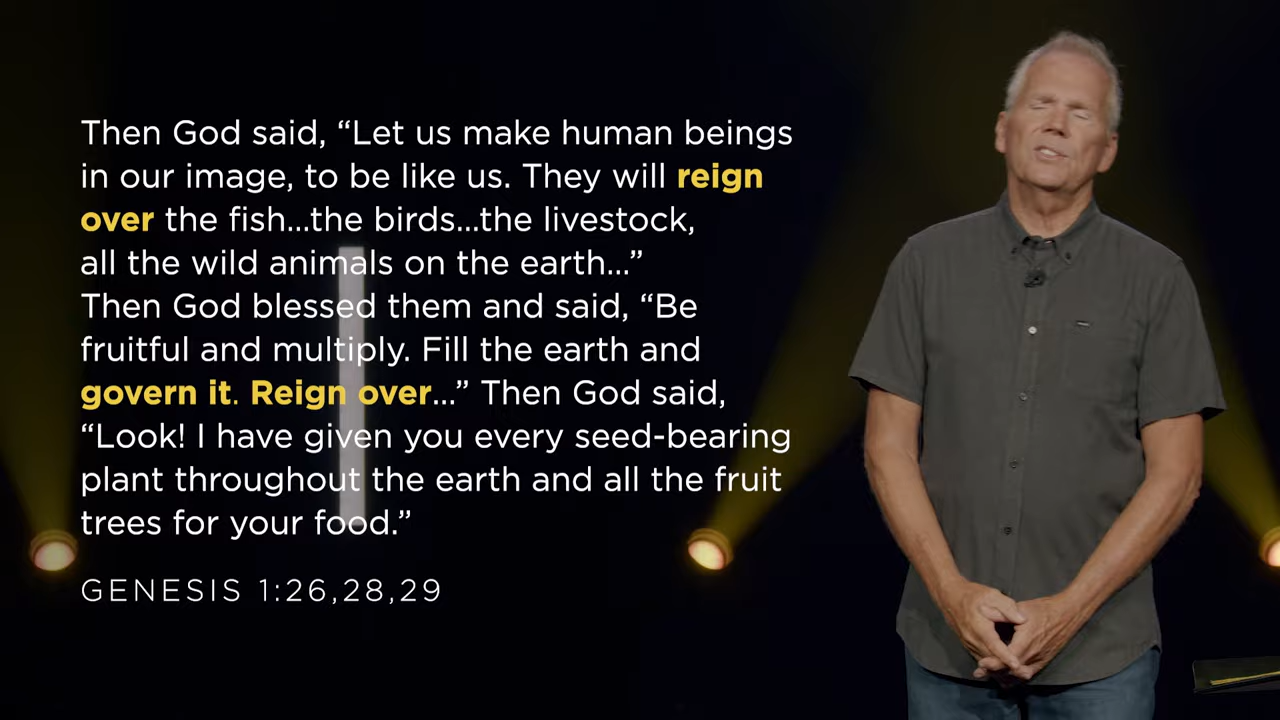 Then God said, “Let us make human beings
in our image, to be like us. They will reign
over the fish...the birds...the livestock,
all the wild animals on the earth...”
Then God blessed them and said, “Be
fruitful and multiply. Fill the earth and
govern it. Reign over...” Then God said,
“Look! I have given you every seed-bearing
plant throughout the earth and all the fruit
trees for your food.”
GENESIS 1:26,28,29